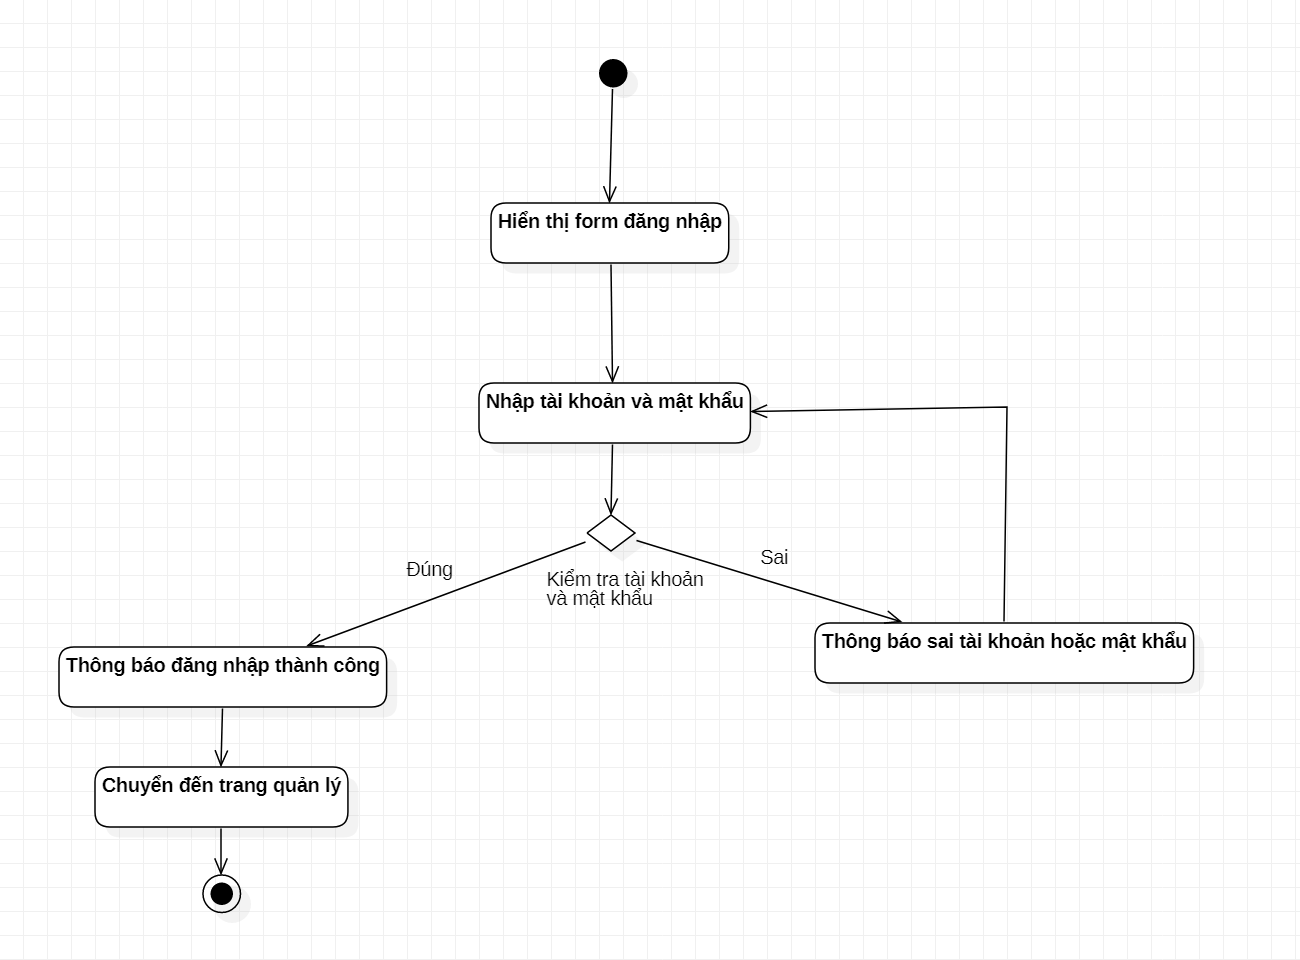 Hiển thị form đăng nhập
Nhập tài khoản và mật khẩu
Đúng
Sai
Kiểm tra tài khoản
và mật khẩu
Thông báo đăng nhập thành công
Thông báo sai tài khoản hoặc mật khẩu
Chuyển đến trang quản lý